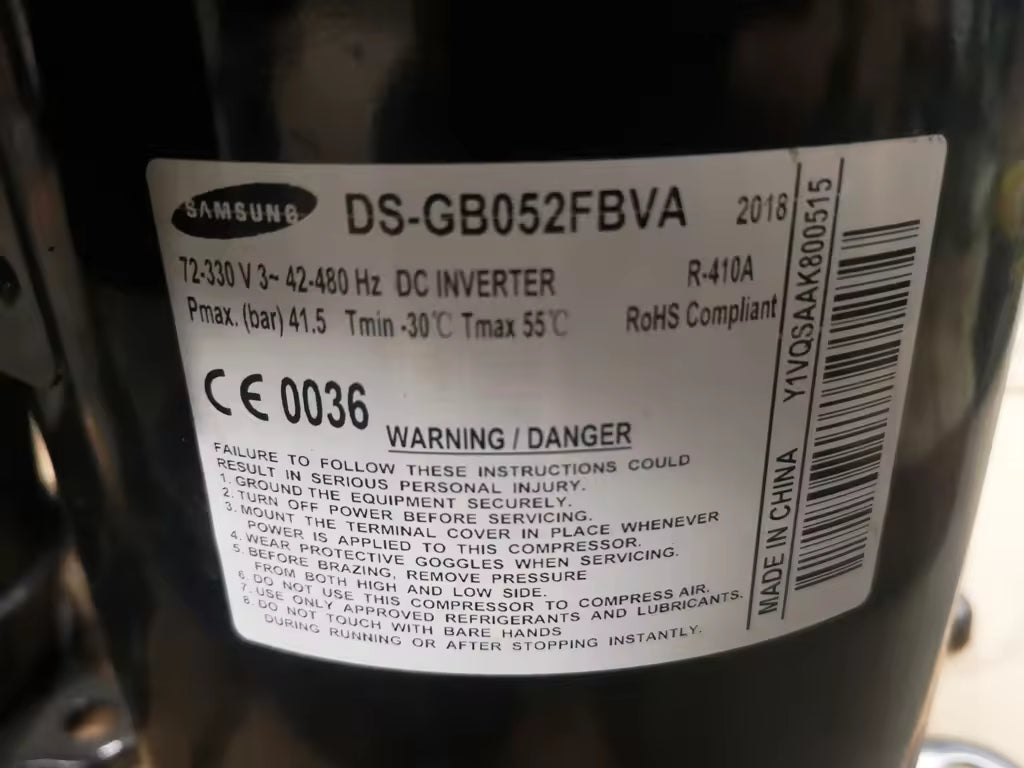 SAMSUNG DS-GB052FBVA 2018
72-330 V 3~ 42-480 Hz DC INVERTER R-410A
Pmax. (bar) 41.5 Tmin -30℃ Tmax 55℃ RoHS Compliant
CE 0036
WARNING / DANGER
FAILURE TO FOLLOW THESE INSTRUCTIONS COULD
RESULT IN SERIOUS PERSONAL INJURY.
1. GROUND THE EQUIPMENT SECURELY.
2. TURN OFF POWER BEFORE SERVICING.
3. MOUNT THE TERMINAL COVER IN PLACE WHENEVER
POWER IS APPLIED TO THIS COMPRESSOR.
4. WEAR PROTECTIVE GOGGLES WHEN SERVICING.
5. BEFORE BRAZING, REMOVE PRESSURE
FROM BOTH HIGH AND LOW SIDE.
6. DO NOT USE THIS COMPRESSOR TO COMPRESS AIR.
7. USE ONLY APPROVED REFRIGERANTS AND LUBRICANTS.
8. DO NOT TOUCH WITH BARE HANDS
DURING RUNNING OR AFTER STOPPING INSTANTLY.
MADE IN CHINA Y1VQSAAK800515